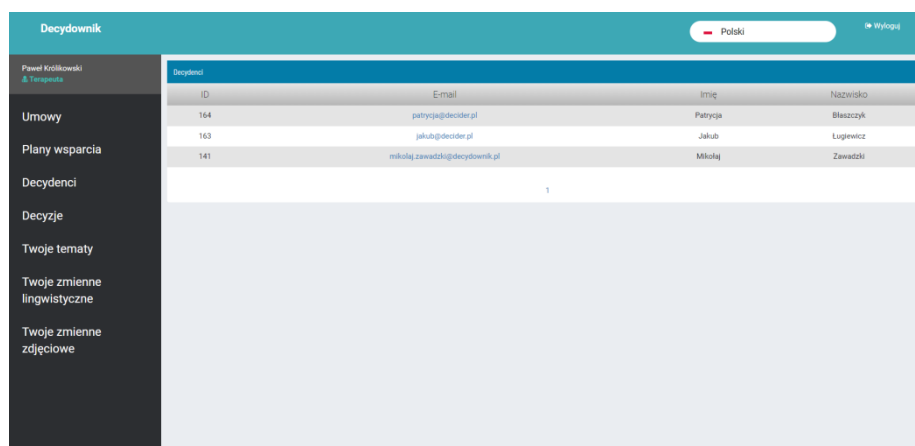 Decydownik
Polski
Wyloguj
Paweł Królikowski
Terapeuta
Umowy
Plany wsparcia
Decydenci
Decyzje
Twoje tematy
Twoje zmienne
lingwistyczne
Twoje zmienne
zdjęciowe
Decydenci
ID E-mail Imię Nazwisko
164 patrycja@decider.pl Patrycja Błaszczyk
163 jakub@decider.pl Jakub Ługiewicz
141 mikolaj.zawadzki@decydownik.pl Mikołaj Zawadzki
1